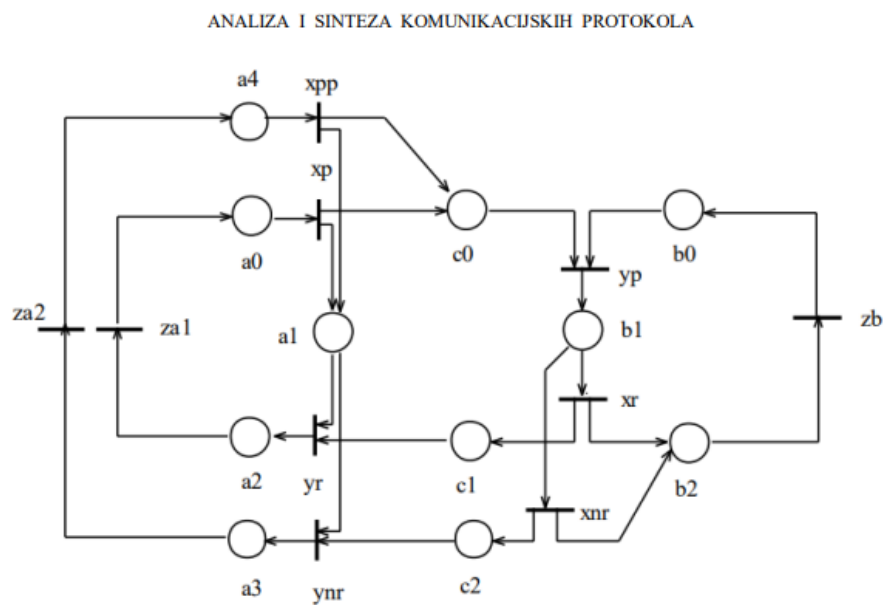 ANALIZA I SINTEZA KOMUNIKACIJSKIH PROTOKOLA
a4 xpp
xp
a0 c0 b0
yp
za2 za1 a1 b1 zb
xr
a2 yr c1 b2
xnr
a3 ynr c2